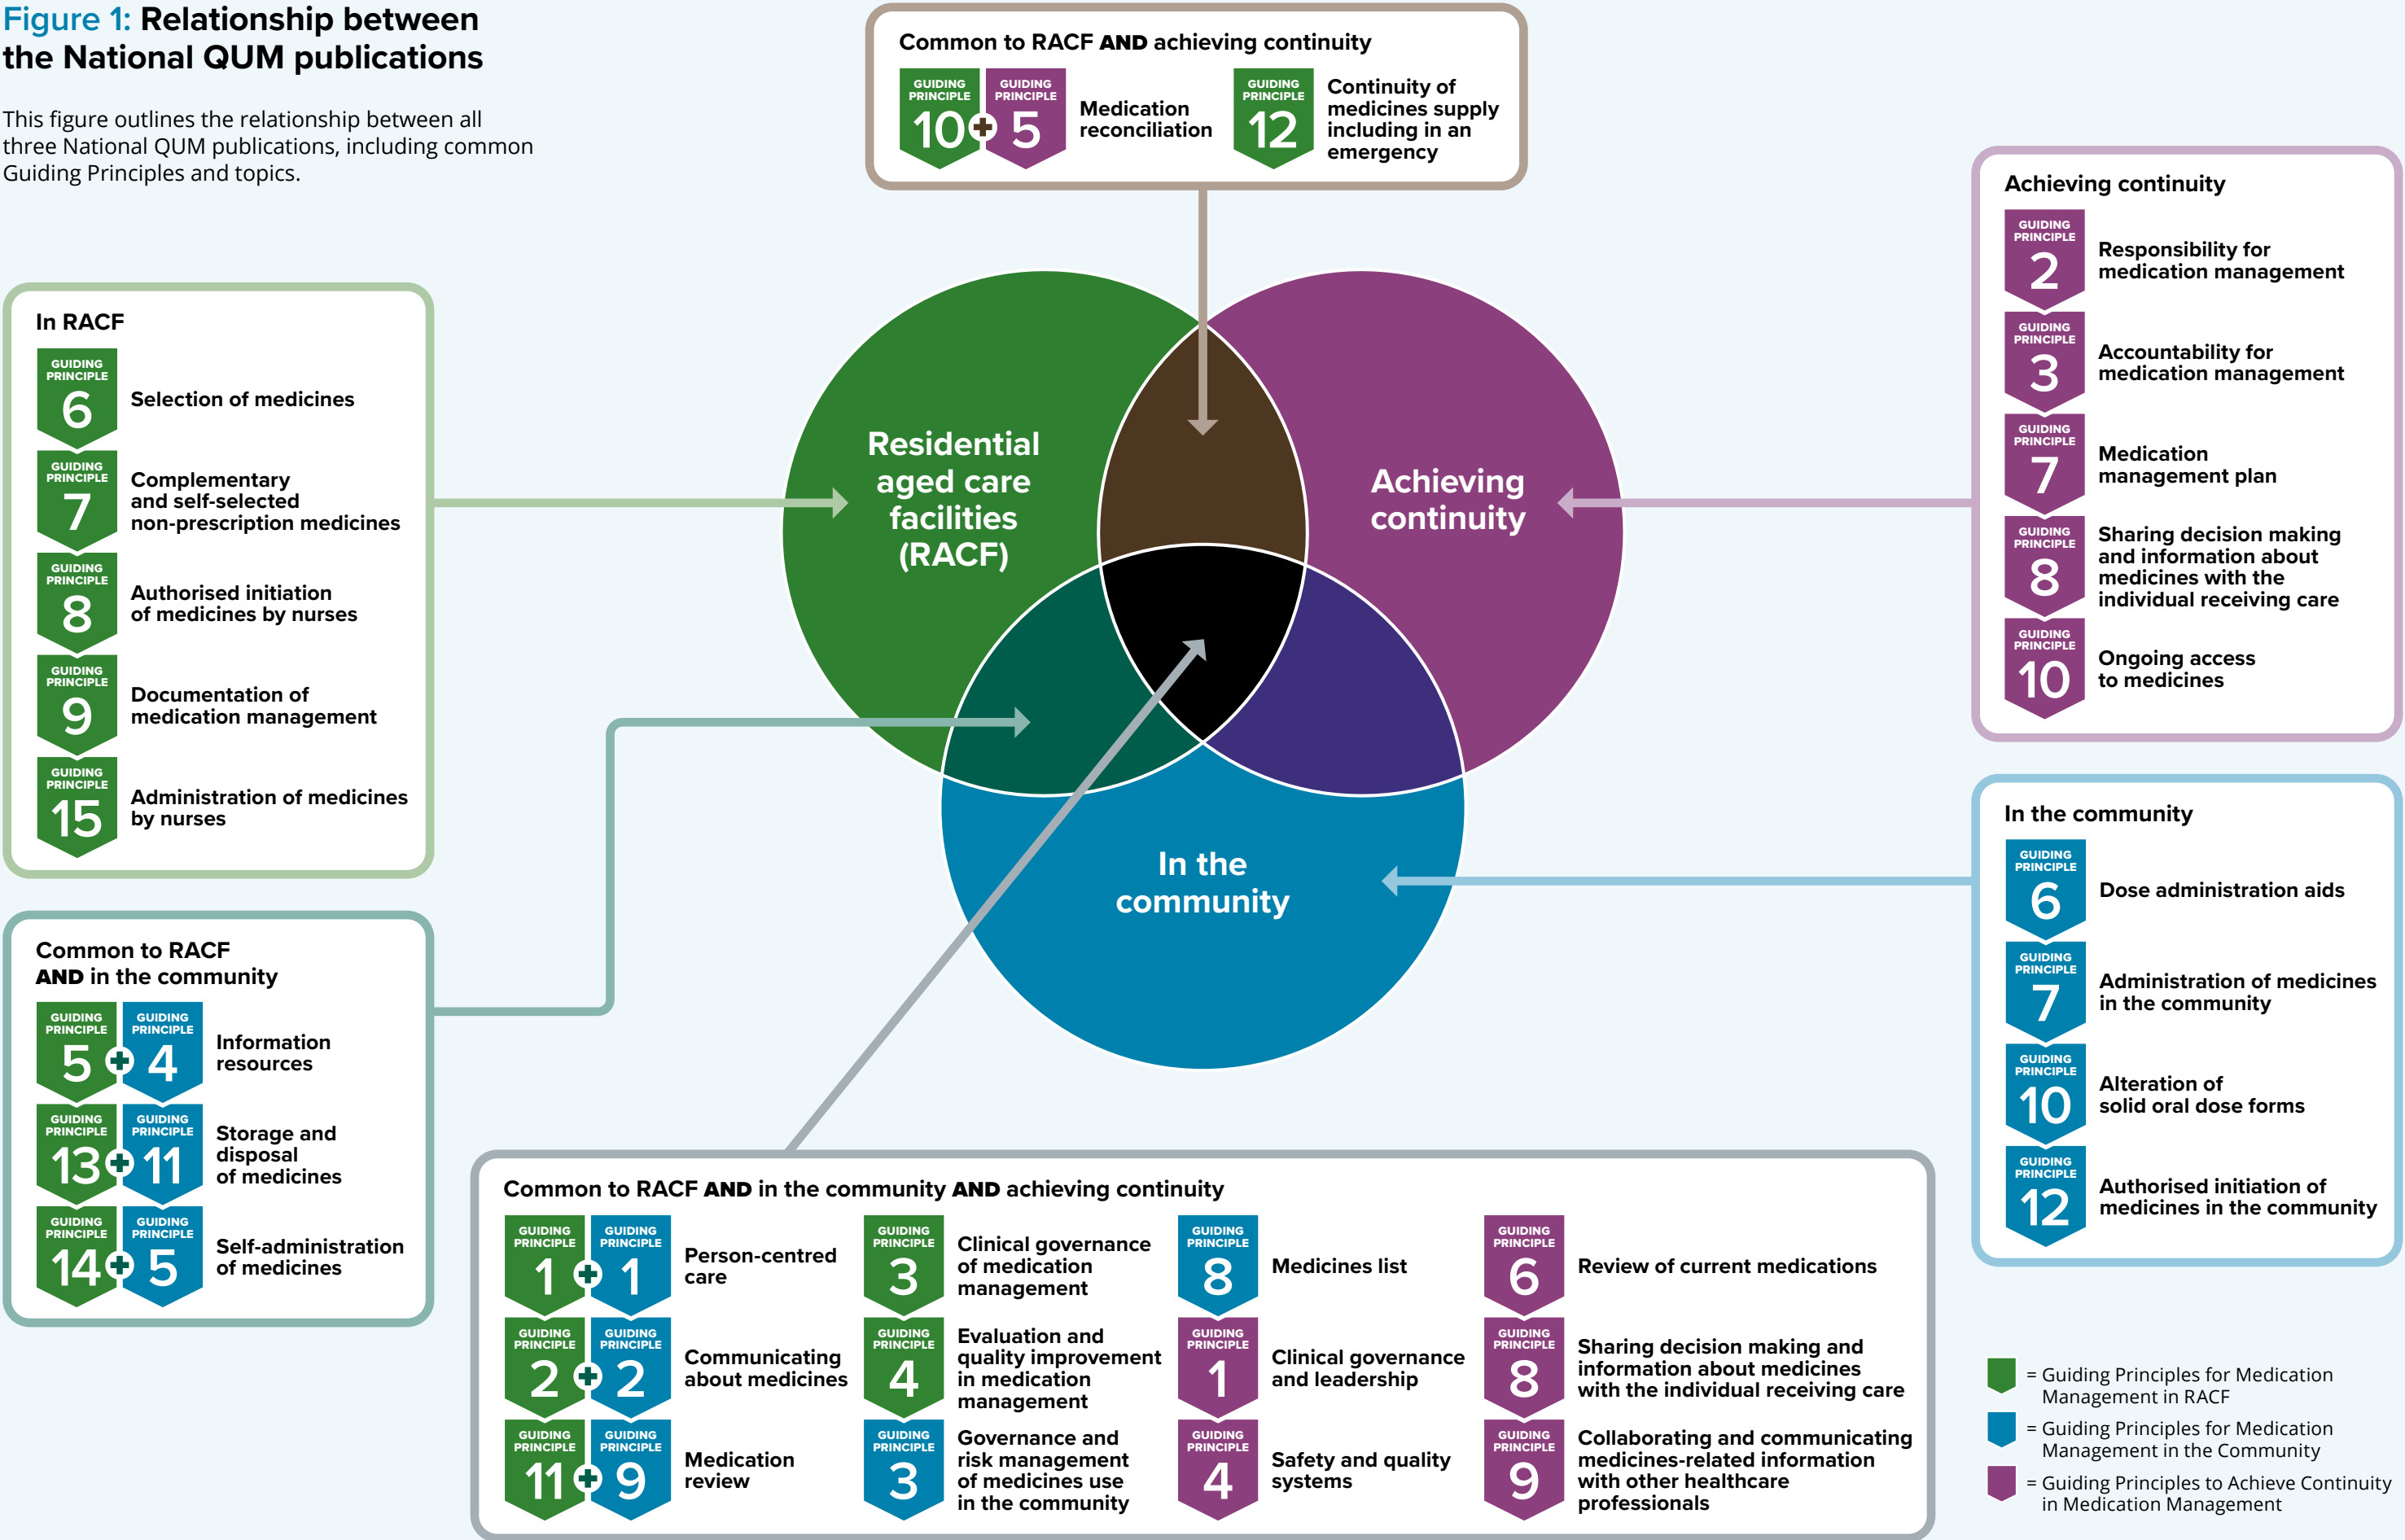 Figure 1: Relationship between
the National QUM publications
This figure outlines the relationship between all
three National QUM publications, including common
Guiding Principles and topics.
Common to RACF AND achieving continuity
GUIDING
PRINCIPLE
10
+
GUIDING
PRINCIPLE
5
Medication
reconciliation
GUIDING
PRINCIPLE
12
Continuity of
medicines supply
including in an
emergency
In RACF
GUIDING
PRINCIPLE
6
Selection of medicines
GUIDING
PRINCIPLE
7
Complementary
and self-selected
non-prescription medicines
GUIDING
PRINCIPLE
8
Authorised initiation
of medicines by nurses
GUIDING
PRINCIPLE
9
Documentation of
medication management
GUIDING
PRINCIPLE
15
Administration of medicines
by nurses
Residential
aged care
facilities
(RACF)
Achieving
continuity
In the
community
Achieving continuity
GUIDING
PRINCIPLE
2
Responsibility for
medication management
GUIDING
PRINCIPLE
3
Accountability for
medication management
GUIDING
PRINCIPLE
7
Medication
management plan
GUIDING
PRINCIPLE
8
Sharing decision making
and information about
medicines with the
individual receiving care
GUIDING
PRINCIPLE
10
Ongoing access
to medicines
Common to RACF
AND in the community
GUIDING
PRINCIPLE
5
+
GUIDING
PRINCIPLE
4
Information
resources
GUIDING
PRINCIPLE
13
+
GUIDING
PRINCIPLE
11
Storage and
disposal
of medicines
GUIDING
PRINCIPLE
14
+
GUIDING
PRINCIPLE
5
Self-administration
of medicines
In the community
GUIDING
PRINCIPLE
6
Dose administration aids
GUIDING
PRINCIPLE
7
Administration of medicines
in the community
GUIDING
PRINCIPLE
10
Alteration of
solid oral dose forms
GUIDING
PRINCIPLE
12
Authorised initiation of
medicines in the community
Common to RACF AND in the community AND achieving continuity
GUIDING
PRINCIPLE
1
+
GUIDING
PRINCIPLE
1
Person-centred
care
GUIDING
PRINCIPLE
2
+
GUIDING
PRINCIPLE
2
Communicating
about medicines
GUIDING
PRINCIPLE
11
+
GUIDING
PRINCIPLE
9
Medication
review
GUIDING
PRINCIPLE
3
Clinical governance
of medication
management
GUIDING
PRINCIPLE
4
Evaluation and
quality improvement
in medication
management
GUIDING
PRINCIPLE
3
Governance and
risk management
of medicines use
in the community
GUIDING
PRINCIPLE
8
Medicines list
GUIDING
PRINCIPLE
1
Clinical governance
and leadership
GUIDING
PRINCIPLE
4
Safety and quality
systems
GUIDING
PRINCIPLE
6
Review of current medications
GUIDING
PRINCIPLE
8
Sharing decision making and
information about medicines
with the individual receiving care
GUIDING
PRINCIPLE
9
Collaborating and communicating
medicines-related information
with other healthcare
professionals
= Guiding Principles for Medication
Management in RACF
= Guiding Principles for Medication
Management in the Community
= Guiding Principles to Achieve Continuity
in Medication Management